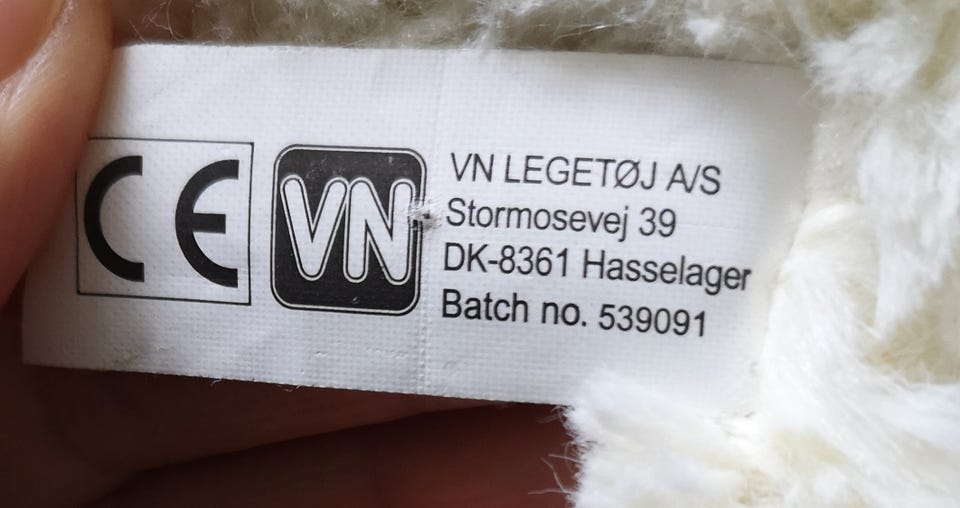 CE
VN
VN LEGETØJ A/S
Stormosevej 39
DK-8361 Hasselager
Batch no. 539091